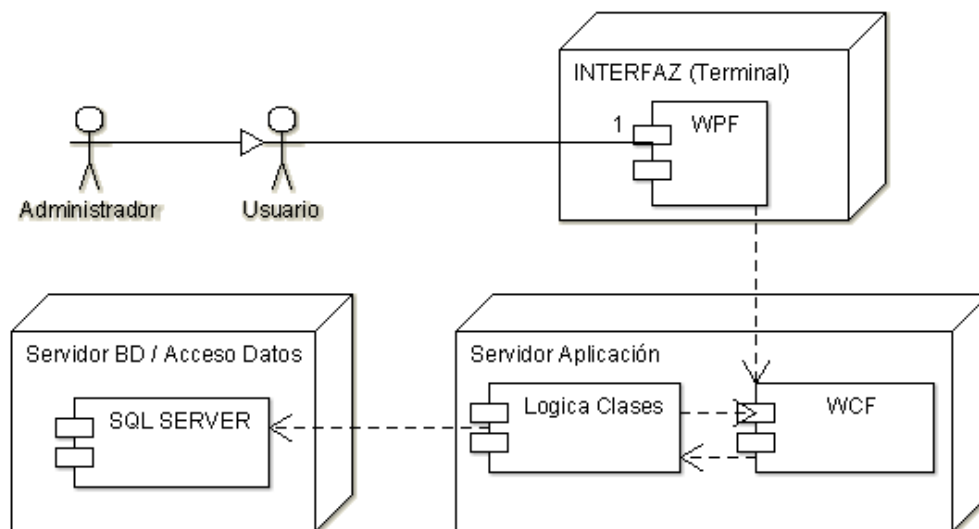 INTERFAZ (Terminal)
1
WPF
Administrador
Usuario
Servidor BD / Acceso Datos
SQL SERVER
Servidor Aplicación
Logica Clases
WCF